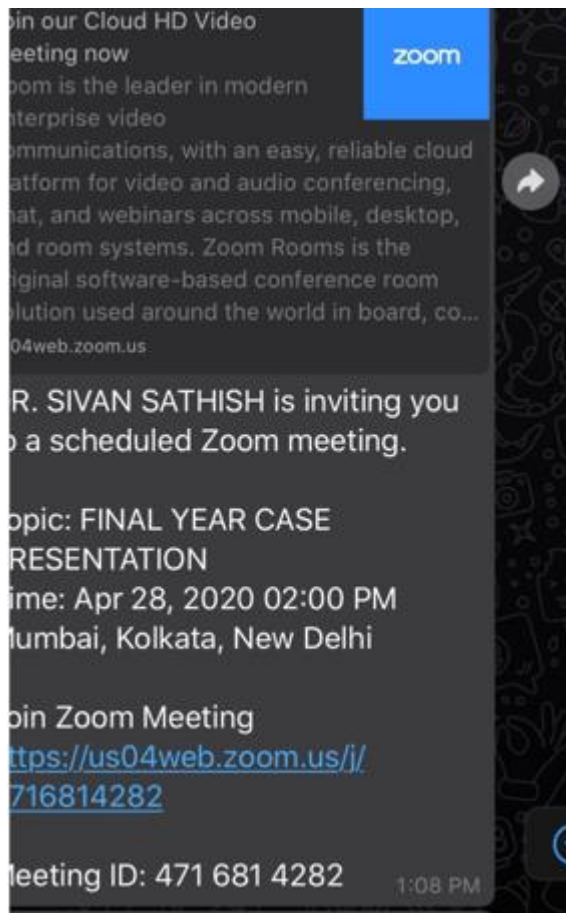 oin our Cloud HD Video
eeting now
zoom
oom is the leader in modern
nterprise video
ommunications, with an easy, reliable cloud
atform for video and audio conferencing,
hat, and webinars across mobile, desktop,
nd room systems. Zoom Rooms is the
riginal software-based conference room
olution used around the world in board, co...
04web.zoom.us
R. SIVAN SATHISH is inviting you
o a scheduled Zoom meeting.
opic: FINAL YEAR CASE
RESENTATION
ime: Apr 28, 2020 02:00 PM
Mumbai, Kolkata, New Delhi
oin Zoom Meeting
ttps://us04web.zoom.us/j/
716814282
Meeting ID: 471 681 4282
1:08 PM